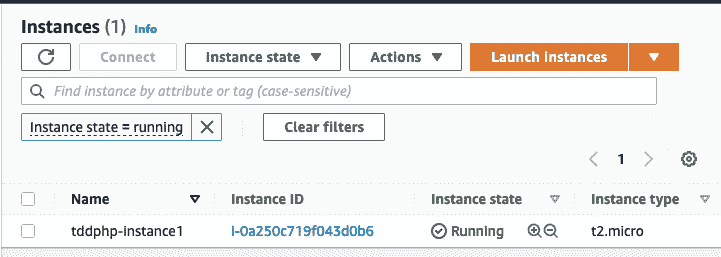 Instances (1) Info
Connect Instance state Actions Launch instances
Find instance by attribute or tag (case-sensitive)
Instance state = running Clear filters
1
Name Instance ID Instance state Instance type
tddphp-instance1 i-0a250c719f043d0b6 Running t2.micro